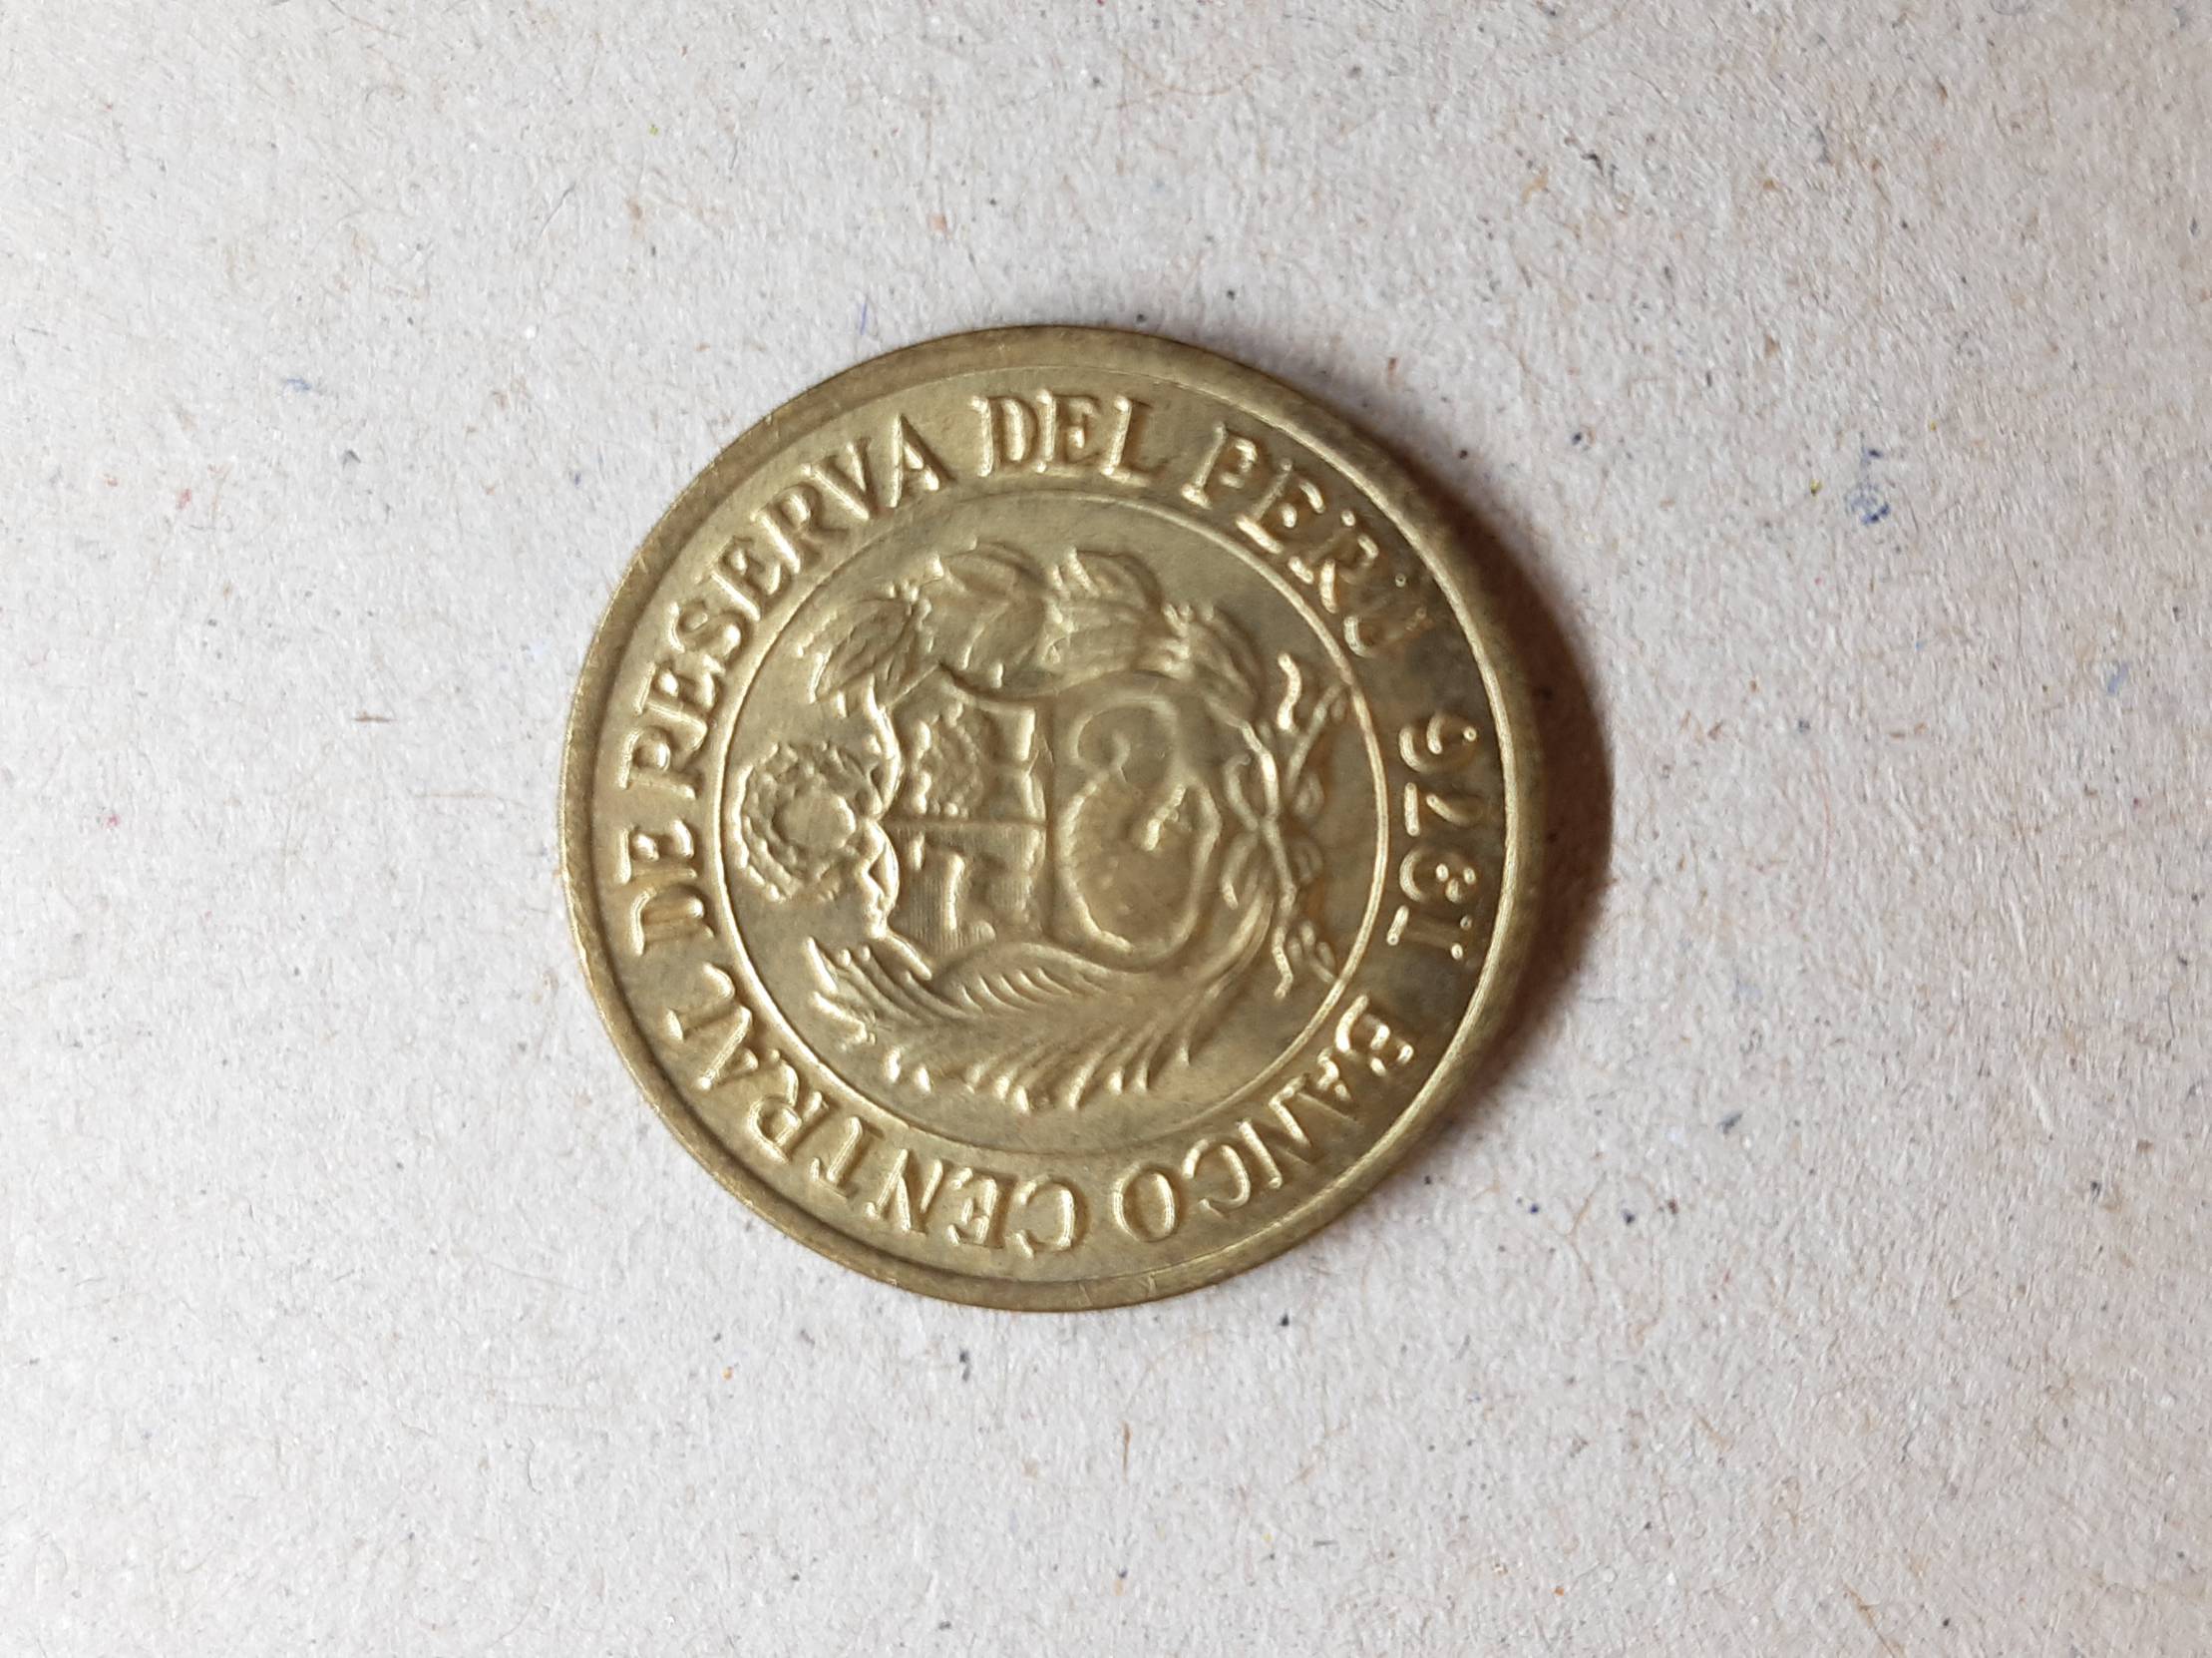 BANCO CENTRAL DE RESERVA DEL PERU
1976